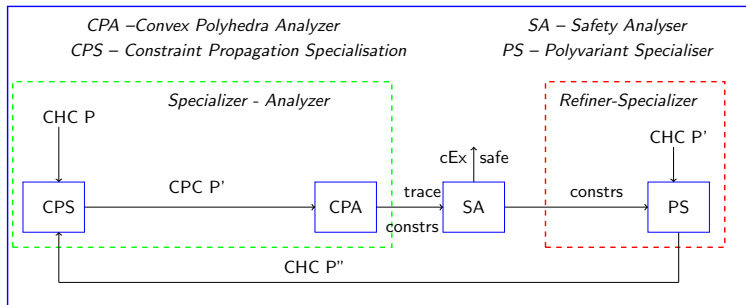 CPA –Convex Polyhedra Analyzer
SA – Safety Analyser
CPS – Constraint Propagation Specialisation
PS – Polyvariant Specialiser
Specializer - Analyzer
Refiner-Specializer
CHC P
CHC P'
cEx
safe
CPC P'
trace
constrs
constrs
CPS
CPA
SA
PS
CHC P"